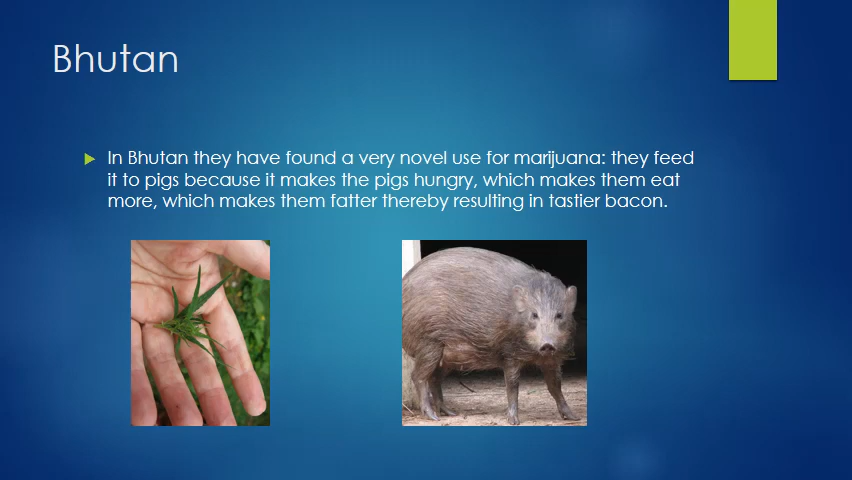 Bhutan
In Bhutan they have found a very novel use for marijuana: they feed
it to pigs because it makes the pigs hungry, which makes them eat
more, which makes them fatter thereby resulting in tastier bacon.